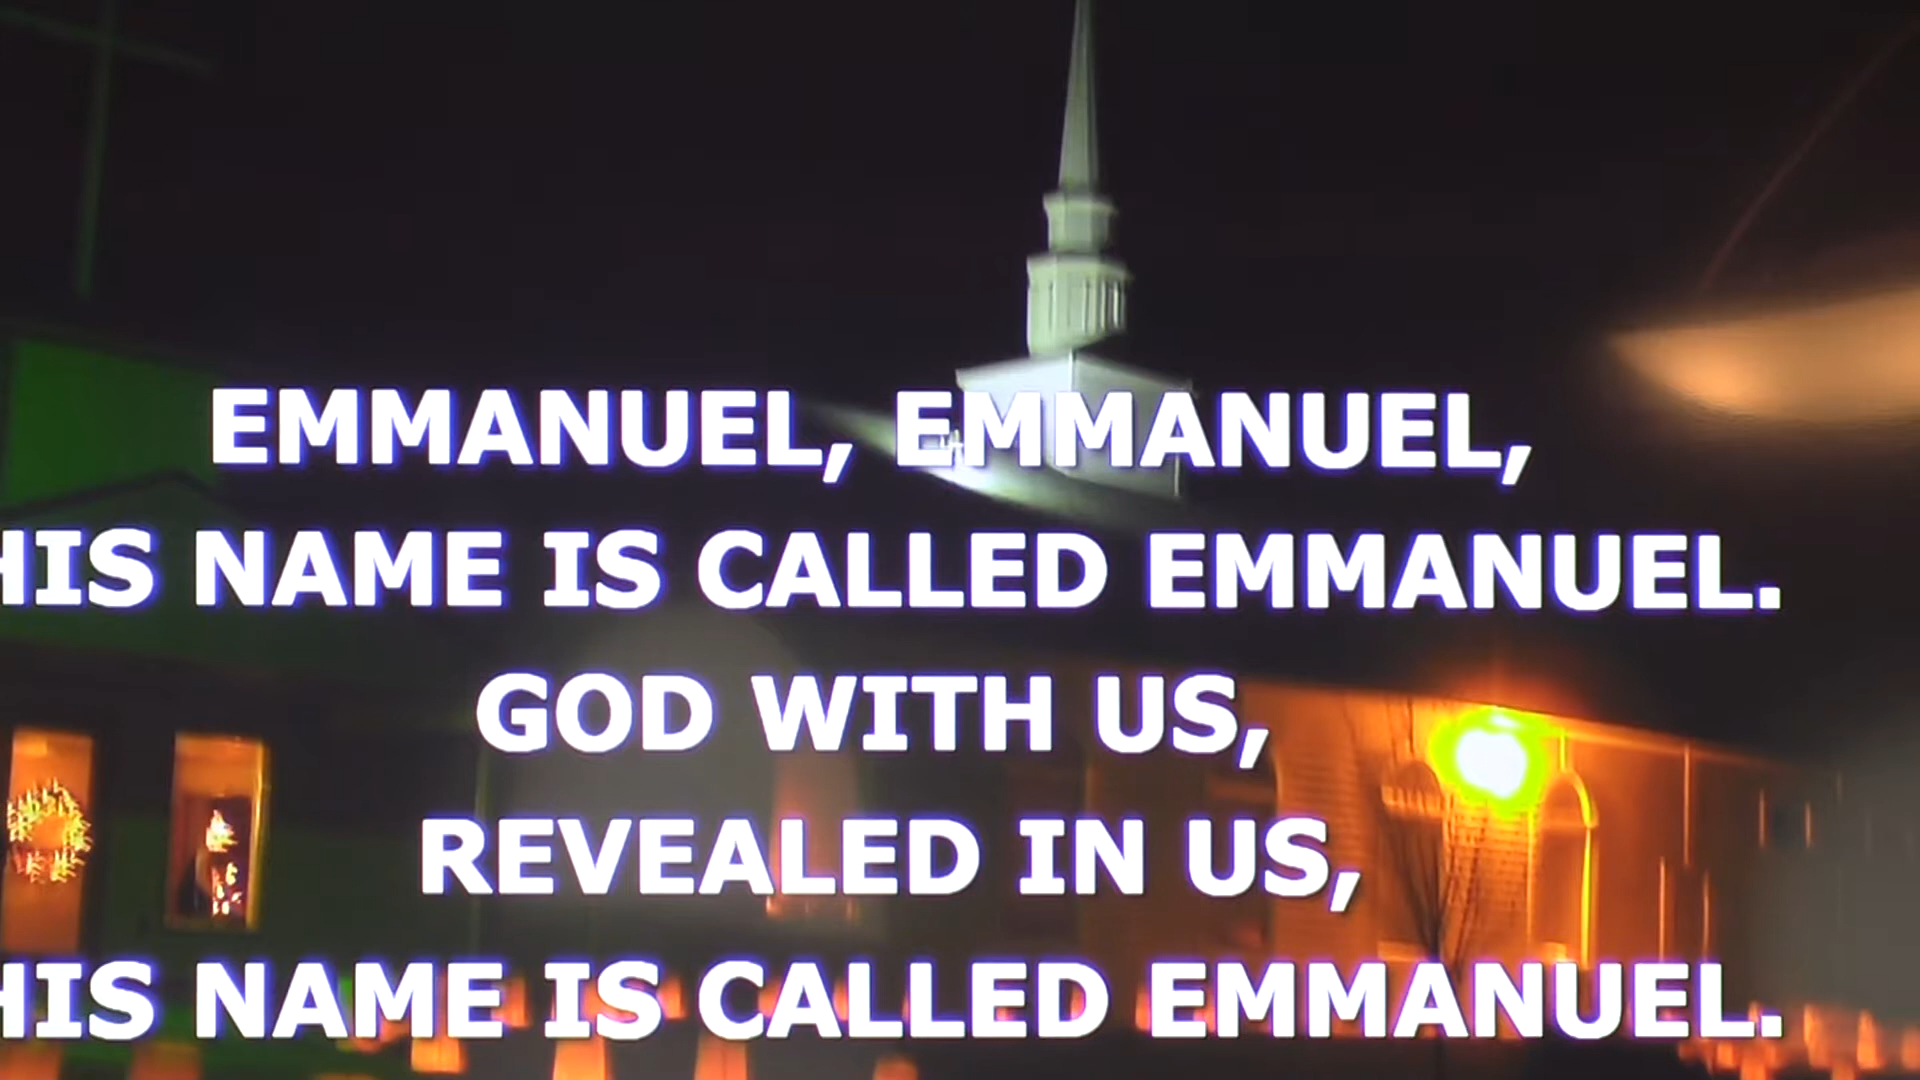 EMMANUEL, EMMANUEL,
HIS NAME IS CALLED EMMANUEL.
GOD WITH US,
REVEALED IN US,
HIS NAME IS CALLED EMMANUEL.